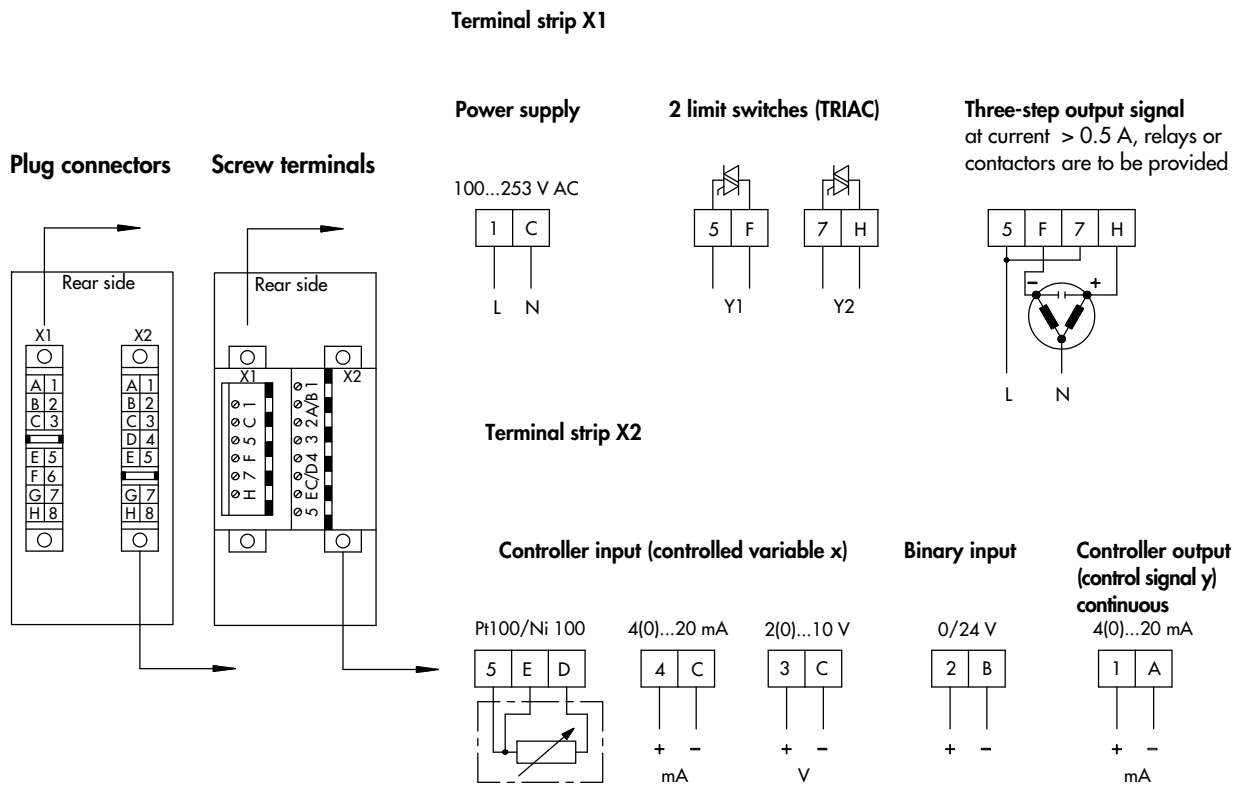 Terminal strip X1
Power supply
2 limit switches (TRIAC)
Three-step output signal
at current > 0.5 A, relays or
contactors are to be provided
Plug connectors
Screw terminals
100...253 V AC
1 C
5 F
7 H
5 F 7 H
L N
Y1
Y2
− +
L N
Rear side
X1
X2
A 1
B 2
C 3
E 5
F 6
G 7
H 8
A 1
B 2
C 3
D 4
E 5
G 7
H 8
Rear side
X1
X2
H 7 F 5 C 1
5 EC/D4 3 2A/B1
Terminal strip X2
Controller input (controlled variable x)
Binary input
Controller output
(control signal y)
continuous
Pt100/Ni 100
4(0)...20 mA
2(0)...10 V
0/24 V
4(0)...20 mA
5 E D
4 C
3 C
2 B
1 A
+ −
+ −
+ −
+ −
mA
V
mA